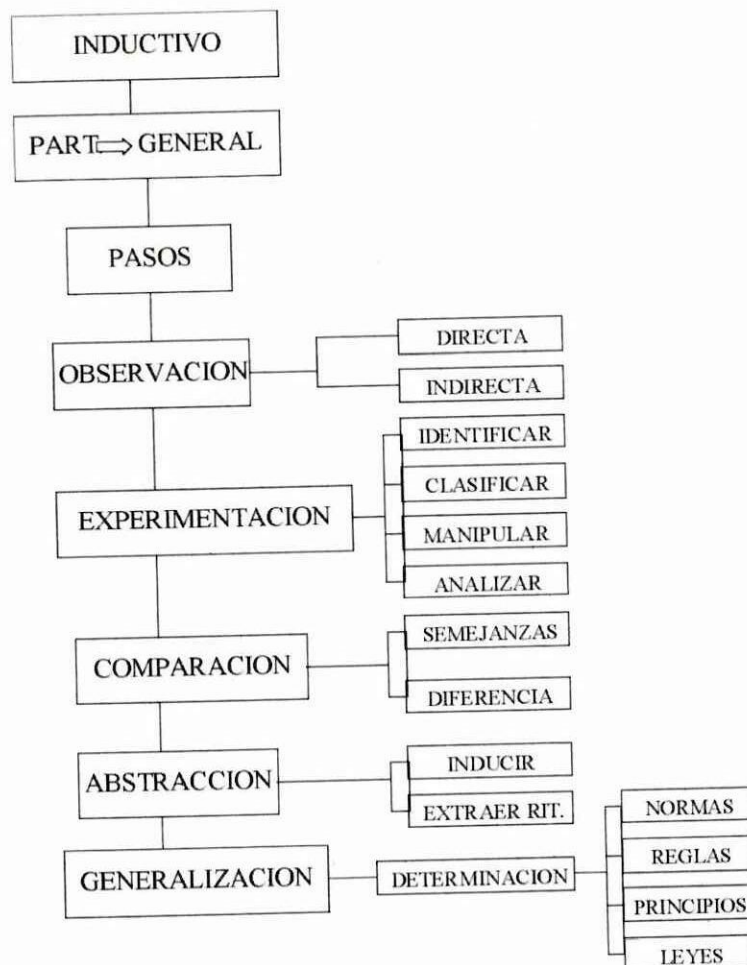 INDUCTIVO
PART⇒ GENERAL
PASOS
OBSERVACION
DIRECTA
INDIRECTA
EXPERIMENTACION
IDENTIFICAR
CLASIFICAR
MANIPULAR
ANALIZAR
COMPARACION
SEMEJANZAS
DIFERENCIA
ABSTRACCION
INDUCIR
EXTRAER RIT.
GENERALIZACION
DETERMINACION
NORMAS
REGLAS
PRINCIPIOS
LEYES